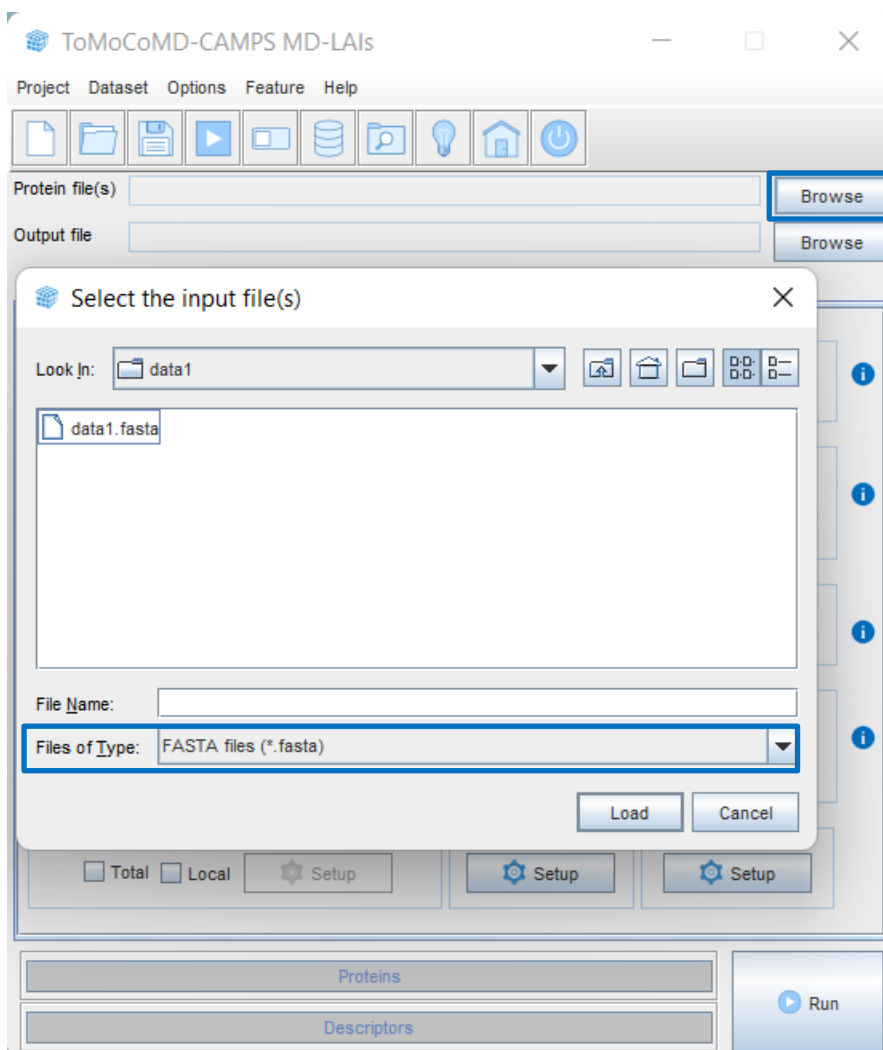 ToMoCoMD-CAMPS MD-LAIs
Project Dataset Options Feature Help
Protein file(s) Browse
Output file Browse
Select the input file(s)
Look In: data1
data1.fasta
File Name:
Files of Type: FASTA files (*.fasta)
Load Cancel
Total Local Setup Setup Setup
Proteins
Run
Descriptors